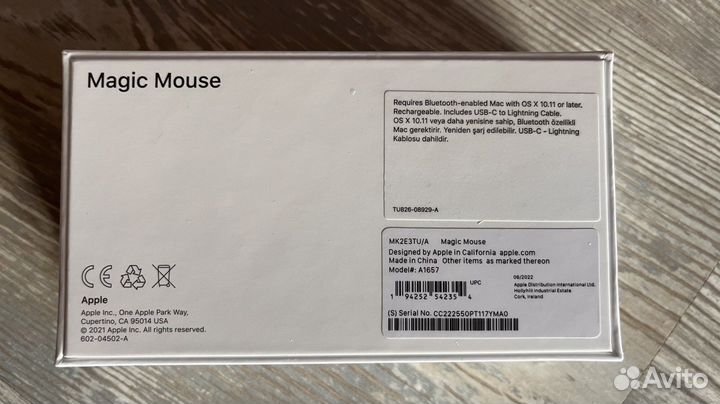 Magic Mouse
Requires Bluetooth-enabled Mac with OS X 10.11 or later.
Rechargeable. Includes USB-C to Lightning Cable.
OS X 10.11 veya daha yenisine sahip, Bluetooth özellikli
Mac gerektirir. Yeniden şarj edilebilir. USB-C - Lightning
Kablosu dahildir.
TU826-08929-A
MK2E3TU/A Magic Mouse
Designed by Apple in California apple.com
Made in China Other items as marked thereon
Model#: A1657
06/2022
Apple Distribution International Ltd.
Hollyhill Industrial Estate
Cork, Ireland
UPC
1 94252 54235 4
(S) Serial No. CC222550PT117YMA0
CE
Apple
Apple Inc., One Apple Park Way,
Cupertino, CA 95014 USA
© 2021 Apple Inc. All rights reserved.
602-04502-A
Avito